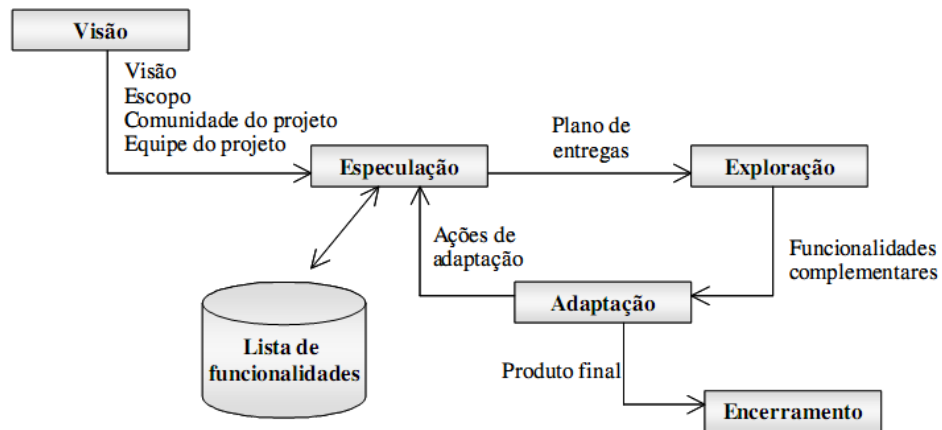 Visão
Visão
Escopo
Comunidade do projeto
Equipe do projeto
Especulação
Plano de
entregas
Exploração
Ações de
adaptação
Funcionalidades
complementares
Adaptação
Lista de
funcionalidades
Produto final
Encerramento